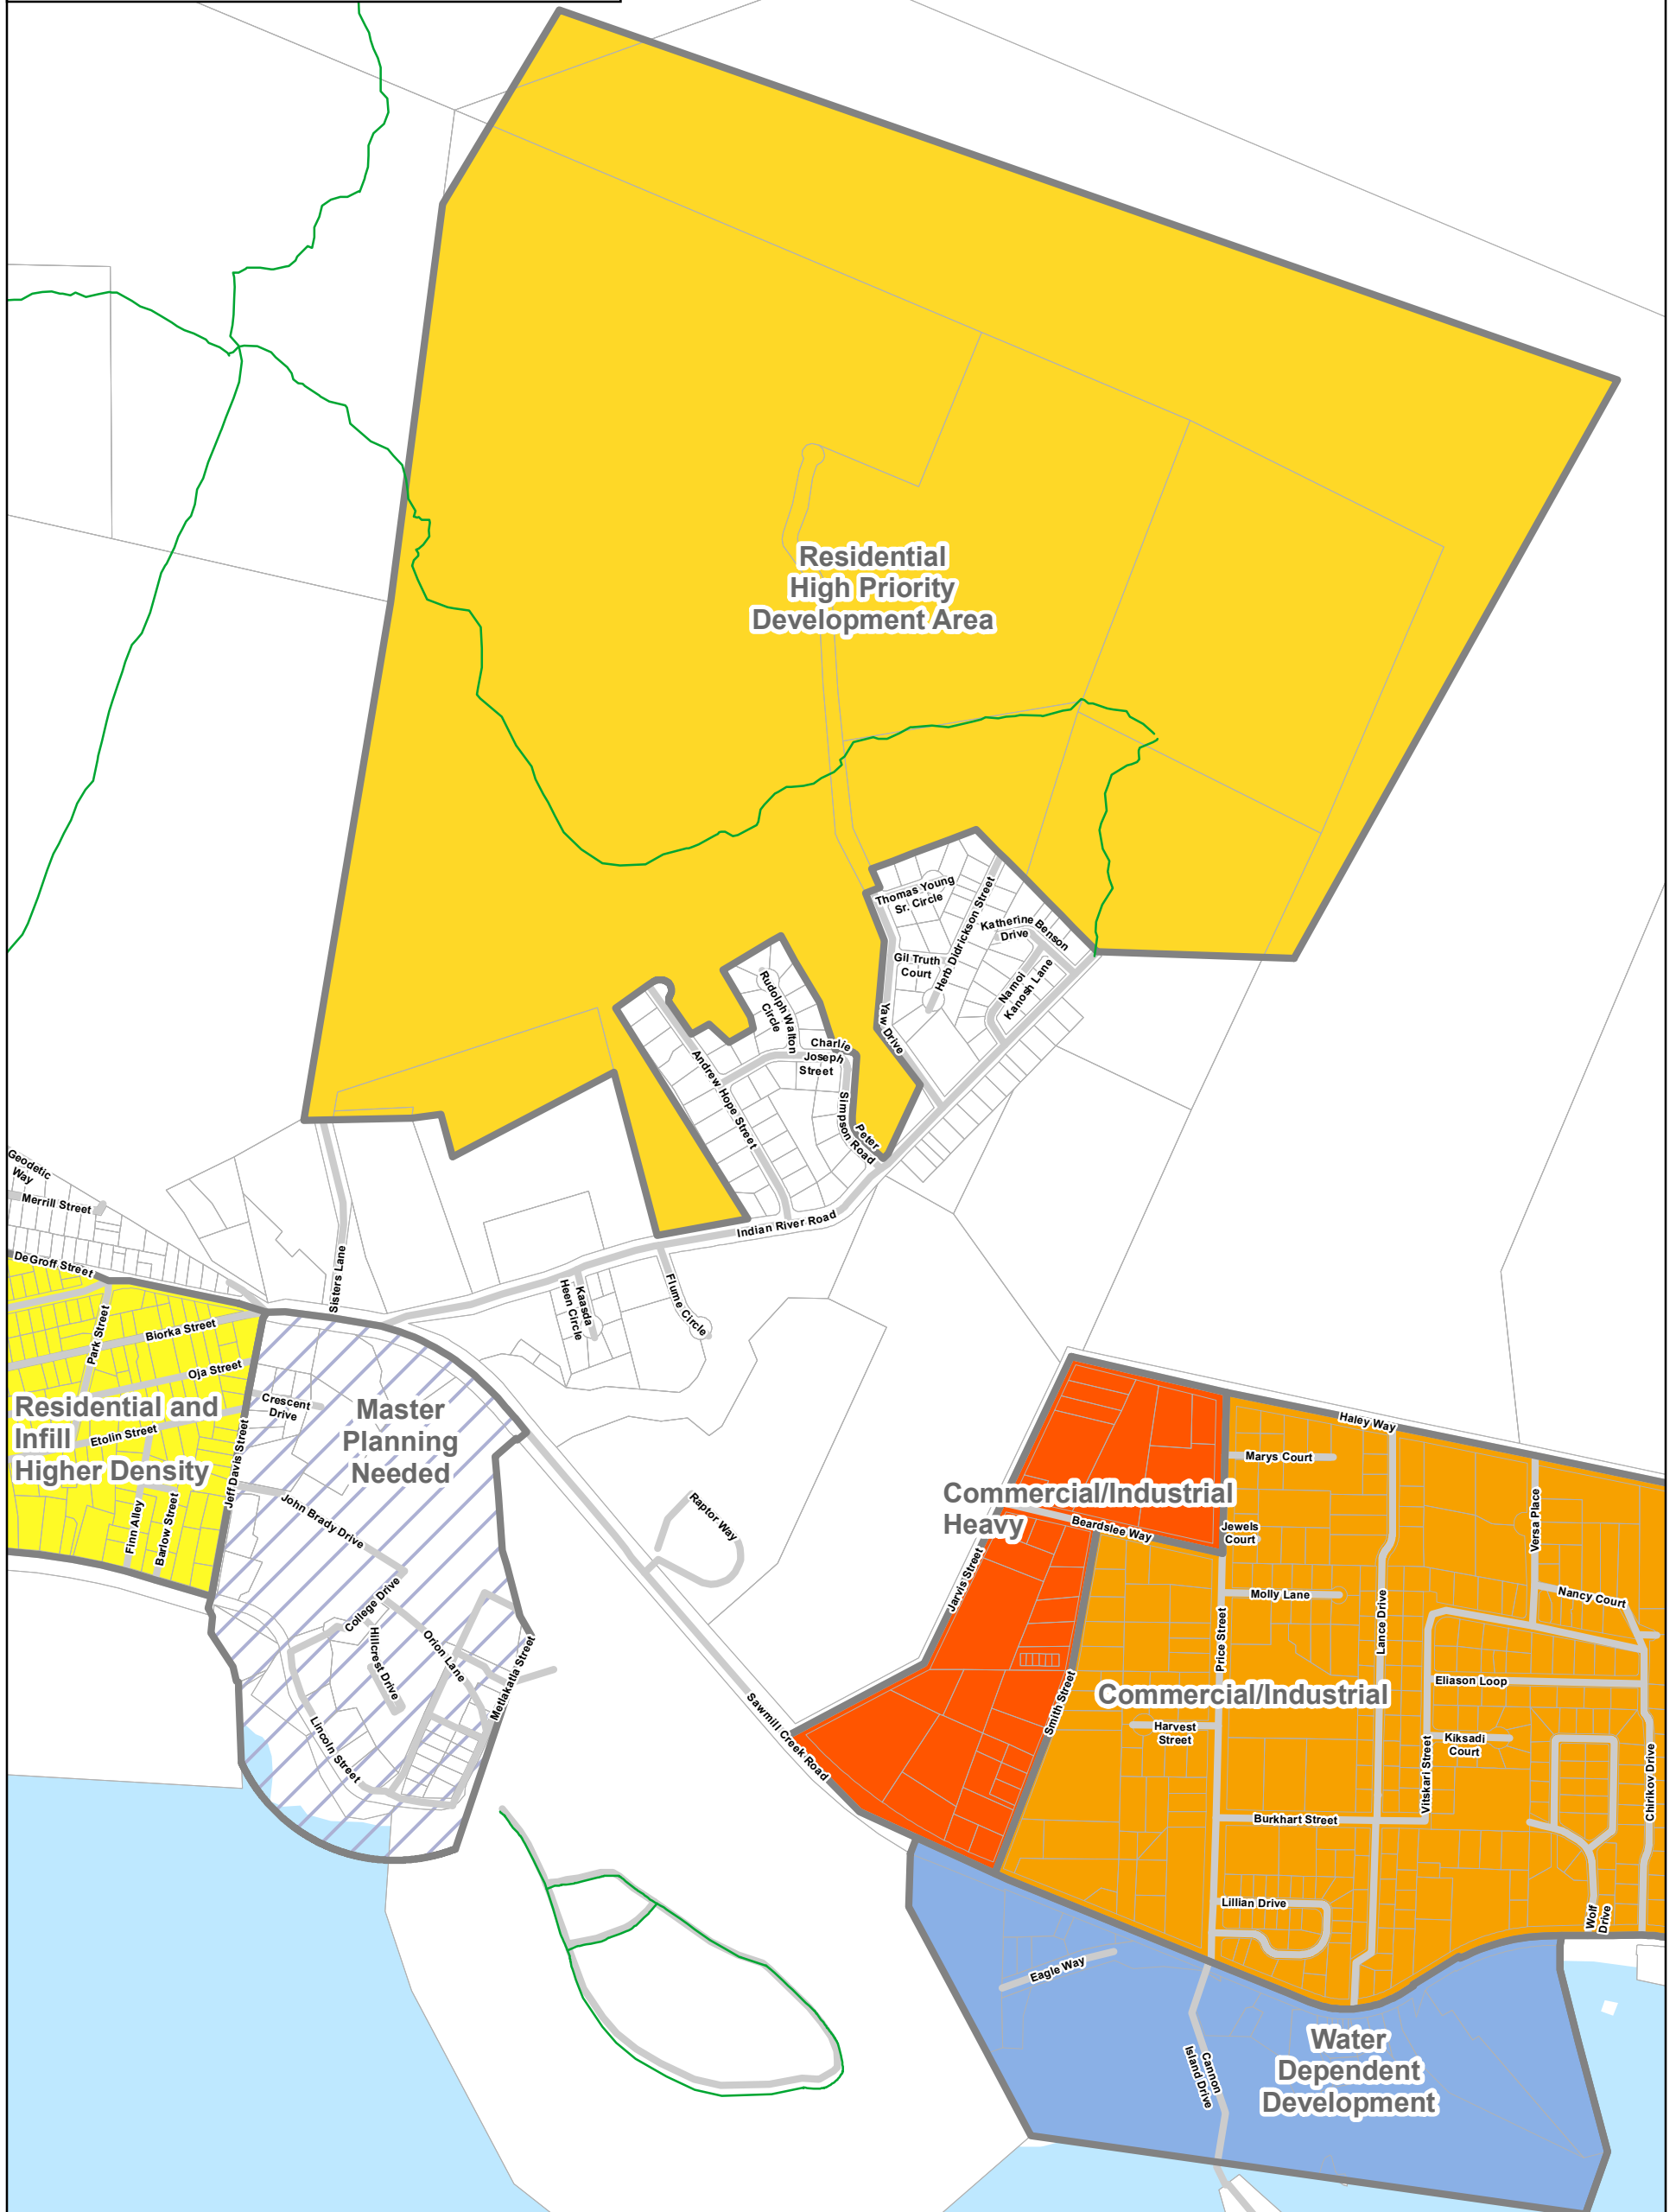 Residential
High Priority
Development Area
Thomas Young
Sr. Circle
Herb Didrickson Street
Katherine
Drive
Benson
Gil Truth
Court
Namoi
Kanosh Lane
Yaw Drive
Rudolph Walton
Circle
Charlie
Joseph
Street
Andrew Hope Street
Simpson Road
Peter
Indian River Road
Geodetic
Way
Merrill Street
DeGroff Street
Sisters Lane
Kaasda
Heen Circle
Flume Circle
Park Street
Biorka Street
Oja Street
Residential and
Infill
Higher Density
Etolin Street
Finn Alley
Barlow Street
Jeff Davis Street
Crescent
Drive
Master
Planning
Needed
John Brady Drive
College Drive
Hillcrest Drive
Orion Lane
Metlakatla Street
Lincoln Street
Raptor Way
Sawmill Creek Road
Commercial/Industrial
Heavy
Beardslee Way
Jarvis Street
Smith Street
Haley Way
Marys Court
Jewels
Court
Molly Lane
Price Street
Lance Drive
Versa Place
Nancy Court
Commercial/Industrial
Eliason Loop
Harvest
Street
Kiksadi
Court
Vitskari Street
Chirikov Drive
Burkhart Street
Lillian Drive
Wolf
Drive
Eagle Way
Cannon
Island Drive
Water
Dependent
Development